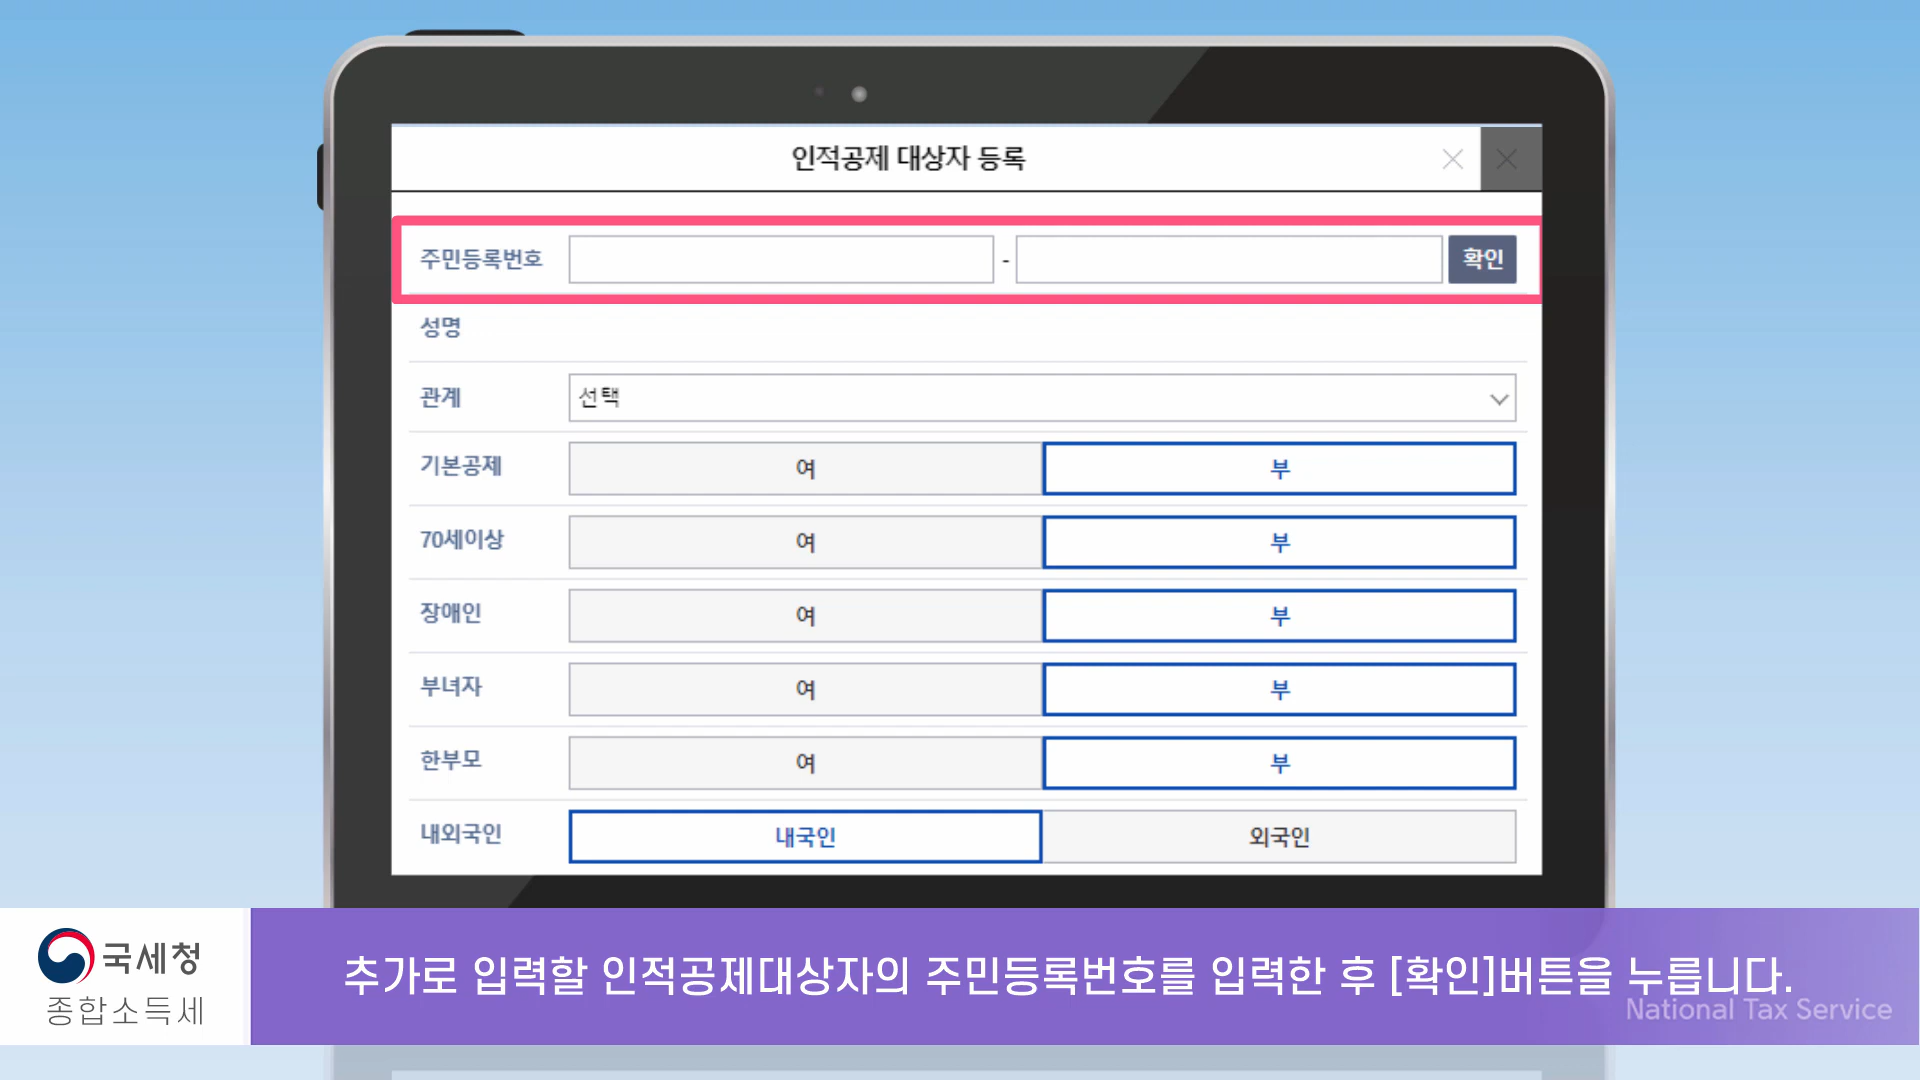 인적공제 대상자 등록
주민등록번호 - 확인
성명
관계 선택
기본공제 여 부
70세이상 여 부
장애인 여 부
부녀자 여 부
한부모 여 부
내외국인 내국인 외국인
국세청
종합소득세
추가로 입력할 인적공제대상자의 주민등록번호를 입력한 후 [확인]버튼을 누릅니다.
National Tax Service